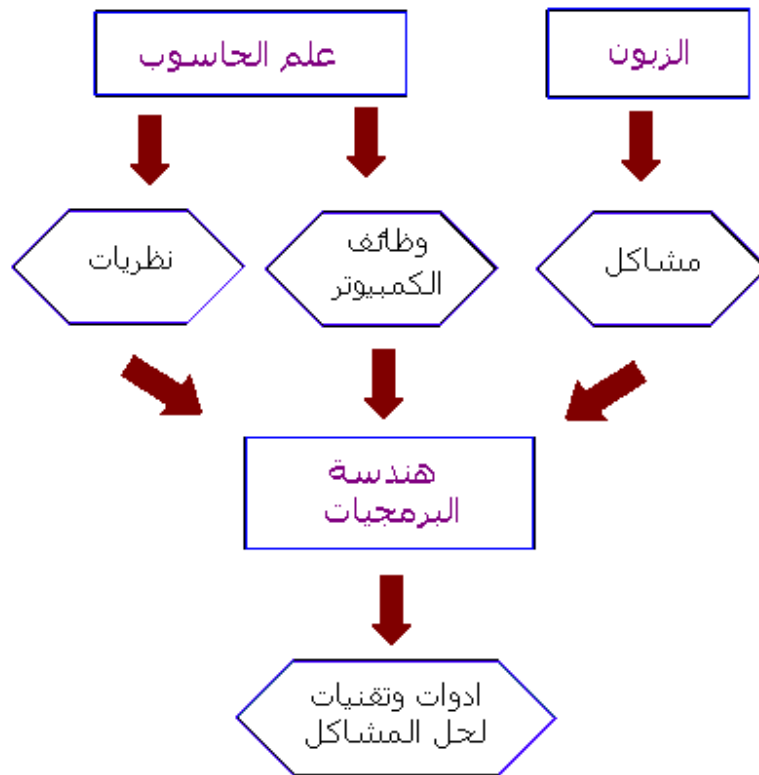 الزبون
علم الحاسوب
مشاكل
وظائف
الكمبيوتر
نظريات
هندسة
البرمجيات
ادوات وتقنيات
لحل المشاكل